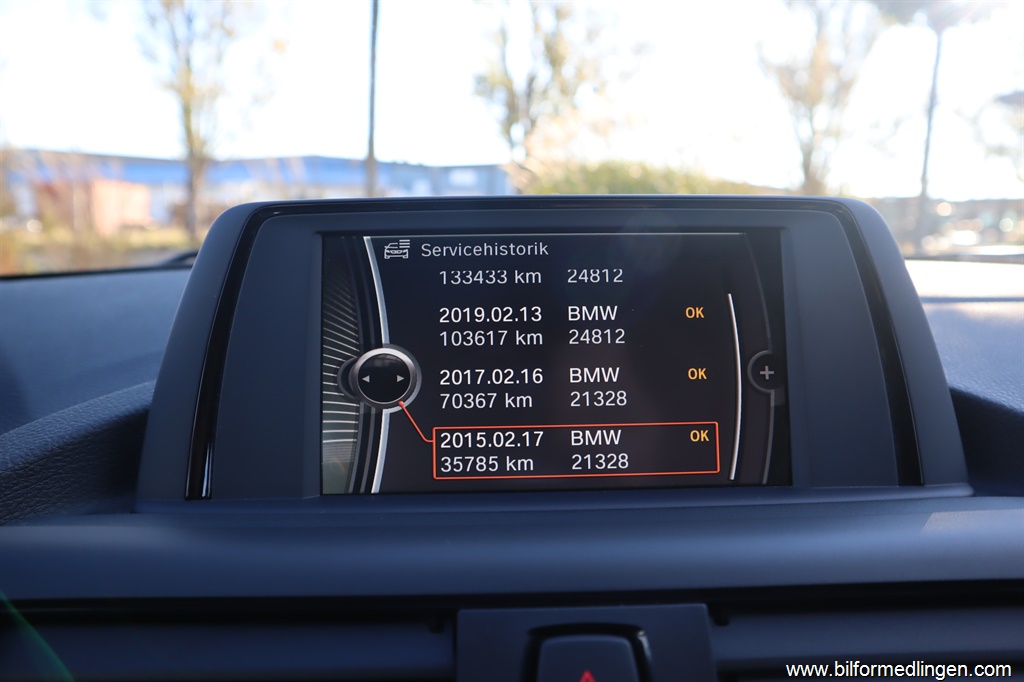 Servicehistorik
133433 km 24812
2019.02.13 BMW OK
103617 km 24812
2017.02.16 BMW OK
70367 km 21328
2015.02.17 BMW OK
35785 km 21328
www.bilformedlingen.com